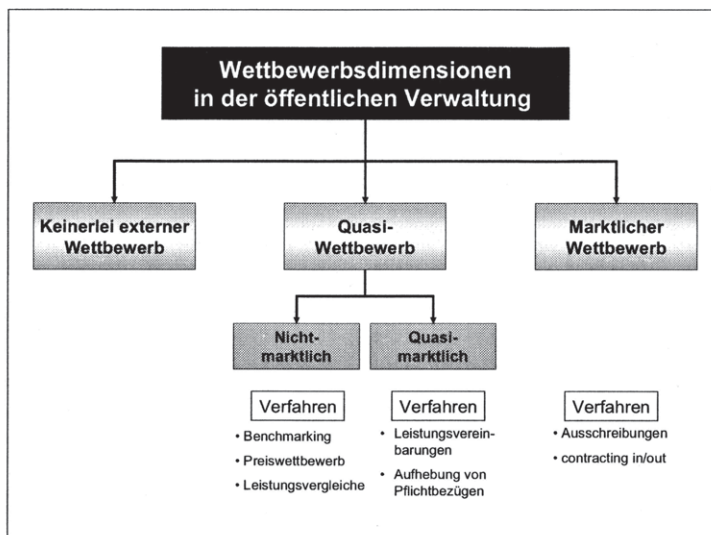 Wettbewerbsdimensionen
in der öffentlichen Verwaltung
Keinerlei externer
Wettbewerb
Quasi-
Wettbewerb
Marktlicher
Wettbewerb
Nicht-
marktlich
Quasi-
marktlich
Verfahren
• Benchmarking
• Preiswettbewerb
• Leistungsvergleiche
Verfahren
• Leistungsverein-
barungen
• Aufhebung von
Pflichtbezügen
Verfahren
• Ausschreibungen
• contracting in/out